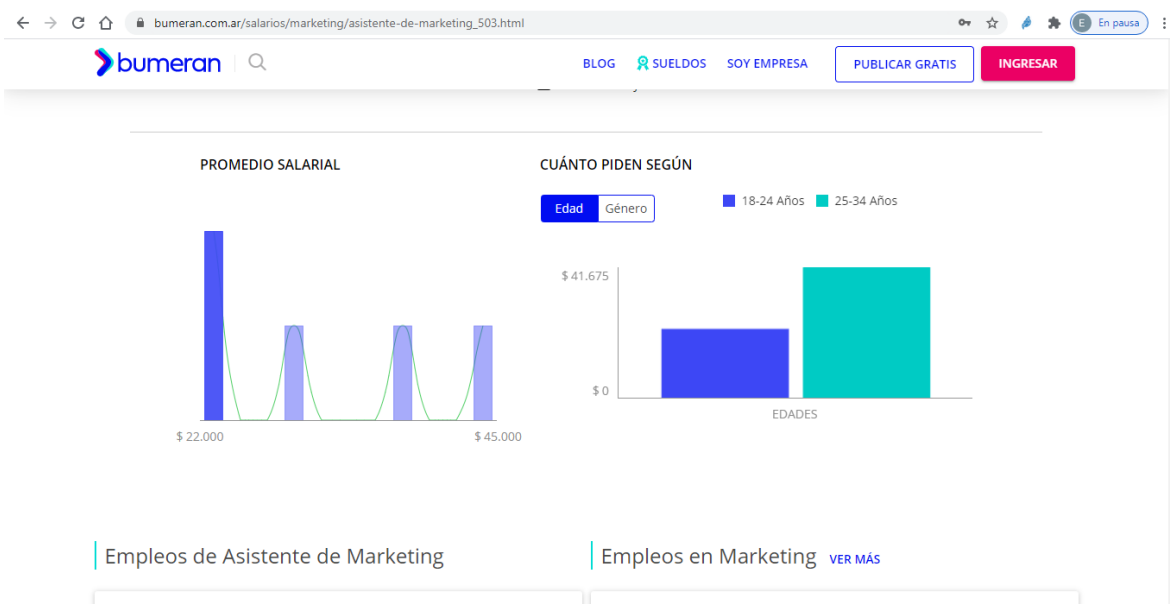 bumeran.com.ar/salarios/marketing/asistente-de-marketing_503.html
E En pausa
bumeran
BLOG SUELDOS SOY EMPRESA PUBLICAR GRATIS INGRESAR
PROMEDIO SALARIAL
$ 22.000 $ 45.000
CUÁNTO PIDEN SEGÚN
Edad Género
18-24 Años 25-34 Años
$ 41.675
$ 0
EDADES
Empleos de Asistente de Marketing
Empleos en Marketing VER MÁS